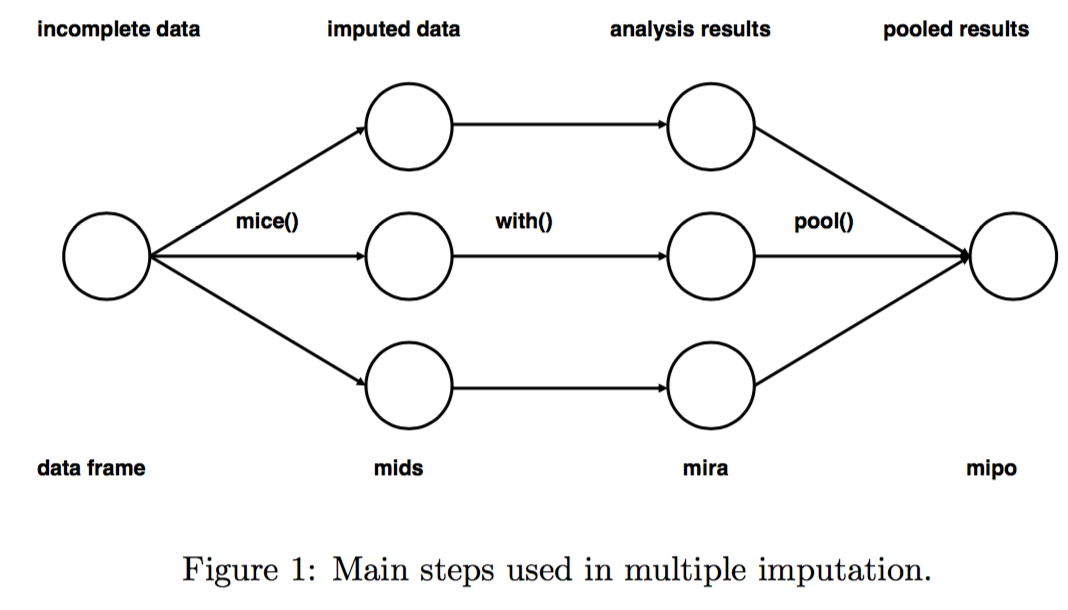 incomplete data imputed data analysis results pooled results
mice() with() pool()
data frame mids mira mipo
Figure 1: Main steps used in multiple imputation.